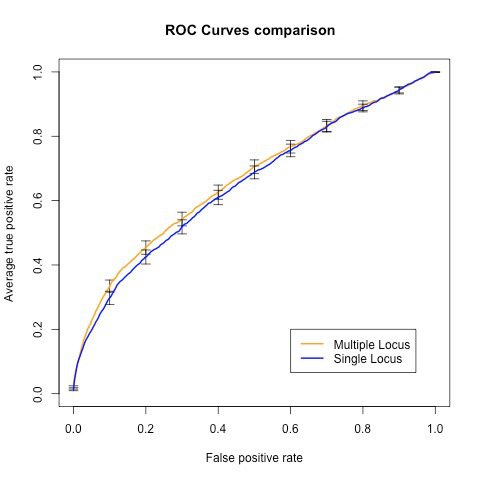 ROC Curves comparison
Average true positive rate
1.0
0.8
0.6
0.4
0.2
0.0
Multiple Locus
Single Locus
0.0 0.2 0.4 0.6 0.8 1.0
False positive rate